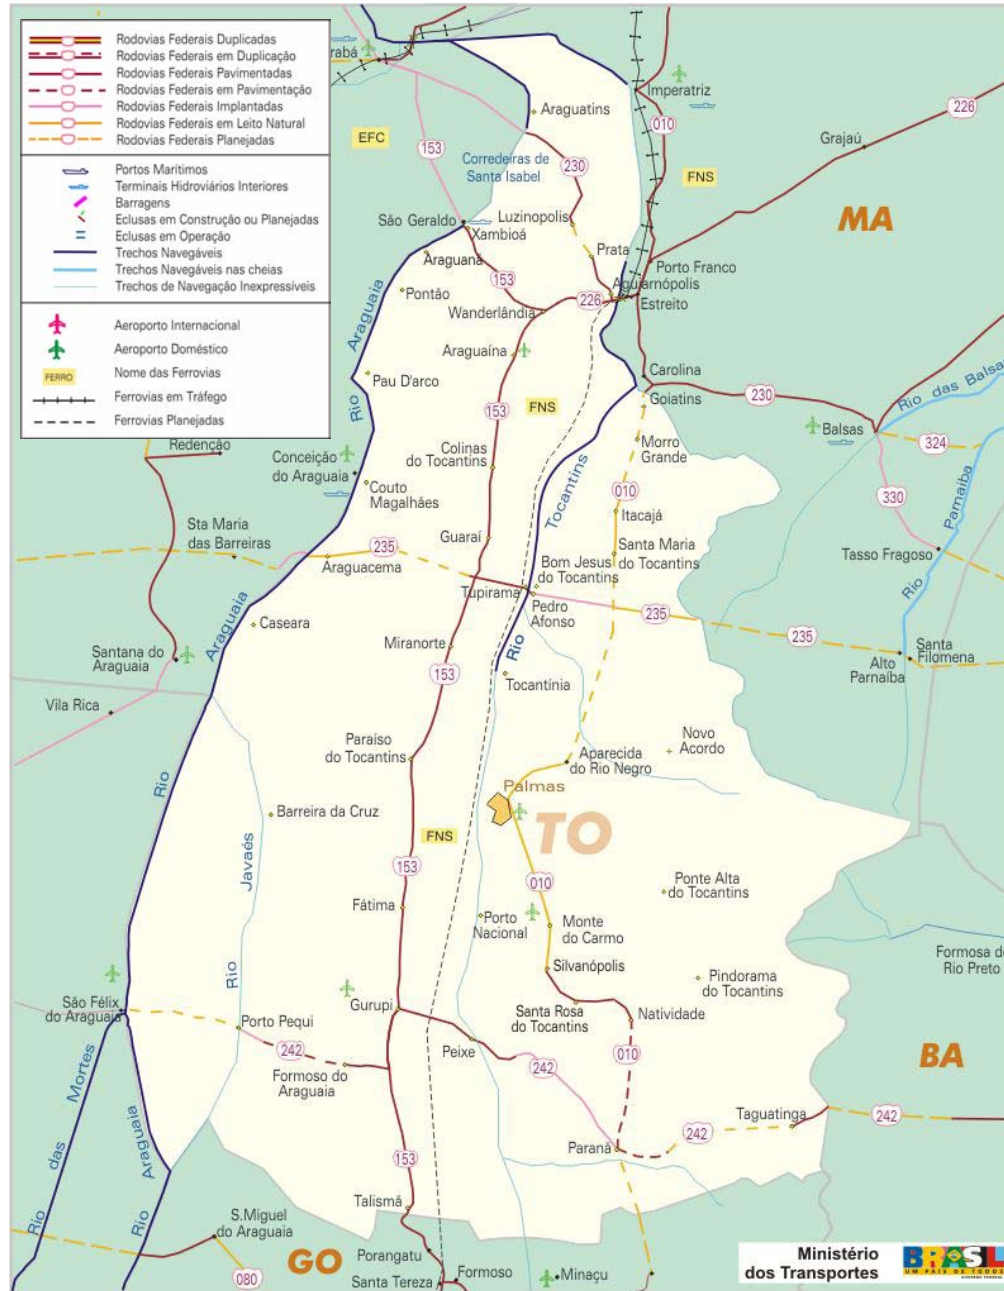 Rodovias Federais Duplicadas
Rodovias Federais em Duplicação
Rodovias Federais Pavimentadas
Rodovias Federais em Pavimentação
Rodovias Federais Implantadas
Rodovias Federais em Leito Natural
Rodovias Federais Planejadas
Portos Marítimos
Terminais Hidroviários Interiores
Barragens
Eclusas em Construção ou Planejadas
Eclusas em Operação
Trechos Navegáveis
Trechos Navegáveis nas cheias
Trechos de Navegação Inexpressíveis
Aeroporto Internacional
Aeroporto Doméstico
FERRO
Nome das Ferrovias
Ferrovias em Tráfego
Ferrovias Planejadas
rabá
Imperatriz
Araguatins
010
226
Grajaú
EFC
153
Corredeiras de
Santa Isabel
230
FNS
MA
São Geraldo
Xambioá
Luzinopolis
Araguanã
Prata
Porto Franco
153
Aguiarnópolis
Pontão
226
Estreito
Wanderlândia
Rio Araguaia
Araguaína
Pau D'arco
Carolina
Goiatins
230
Rio das Balsa
153
FNS
Balsas
324
Redenção
Conceição
do Araguaia
Colinas
do Tocantins
Morro
Grande
Couto
Magalhães
010
330
Rio Parnaiba
Rio Tocantins
Itacajá
Sta Maria
das Barreiras
Guaraí
235
Araguacema
Santa Maria
do Tocantins
Tasso Fragoso
Bom Jesus
do Tocantins
Tupirama
Pedro
Afonso
235
235
Caseara
Miranorte
Santana do
Araguaia
Alto
Parnaíba
Santa
Filomena
153
Tocantínia
Vila Rica
Rio Araguaia
Paraíso
do Tocantins
Aparecida
do Rio Negro
Novo
Acordo
Palmas
Barreira da Cruz
TO
FNS
Rio Javaés
153
010
Ponte Alta
do Tocantins
Fátima
Porto
Nacional
Monte
do Carmo
Formosa do
Rio Preto
Silvanópolis
Pindorama
do Tocantins
São Félix
do Araguaia
Gurupi
Santa Rosa
do Tocantins
Natividade
Porto Pequi
242
Peixe
010
BA
Formoso do
Araguaia
242
Rio das Mortes
Taguatinga
242
242
Paranã
Rio Araguaia
153
Talismã
S.Miguel
do Araguaia
GO
Porangatu
080
Santa Tereza
Formoso
Minaçu
Ministério
dos Transportes
BRASIL
UM PAÍS DE TODOS
GOVERNO FEDERAL